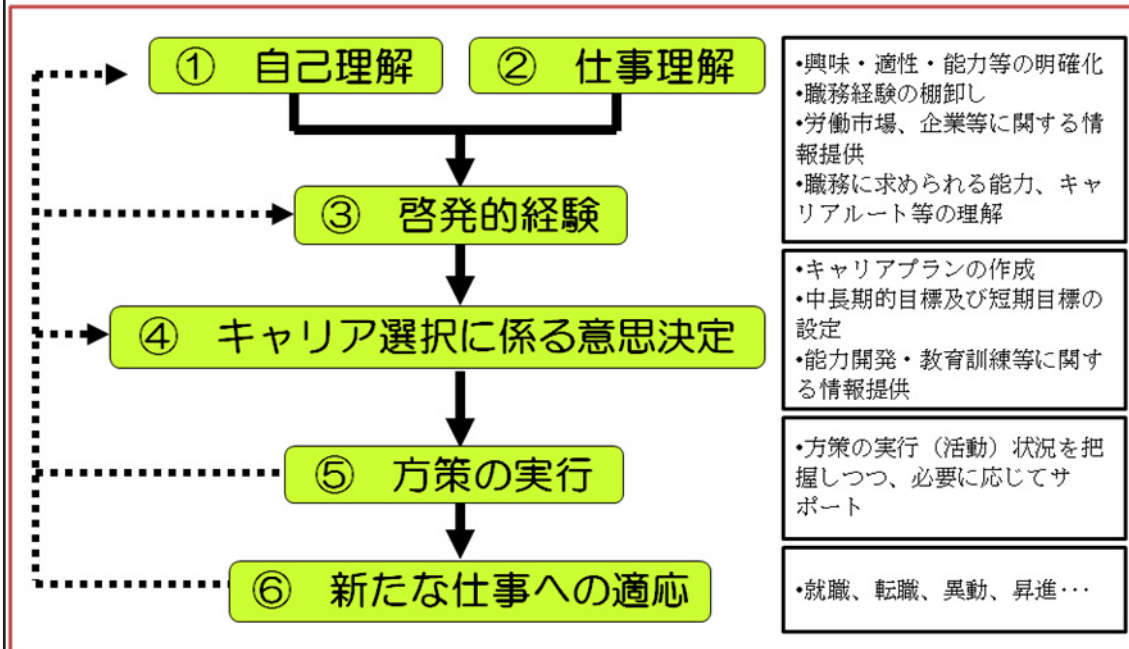 ① 自己理解
② 仕事理解
•興味・適性・能力等の明確化
•職務経験の棚卸し
•労働市場、企業等に関する情
報提供
•職務に求められる能力、キャ
リアルート等の理解
③ 啓発的経験
④ キャリア選択に係る意思決定
•キャリアプランの作成
•中長期的目標及び短期目標の
設定
•能力開発・教育訓練等に関す
る情報提供
⑤ 方策の実行
•方策の実行（活動）状況を把
握しつつ、必要に応じてサ
ポート
⑥ 新たな仕事への適応
•就職、転職、異動、昇進･･･